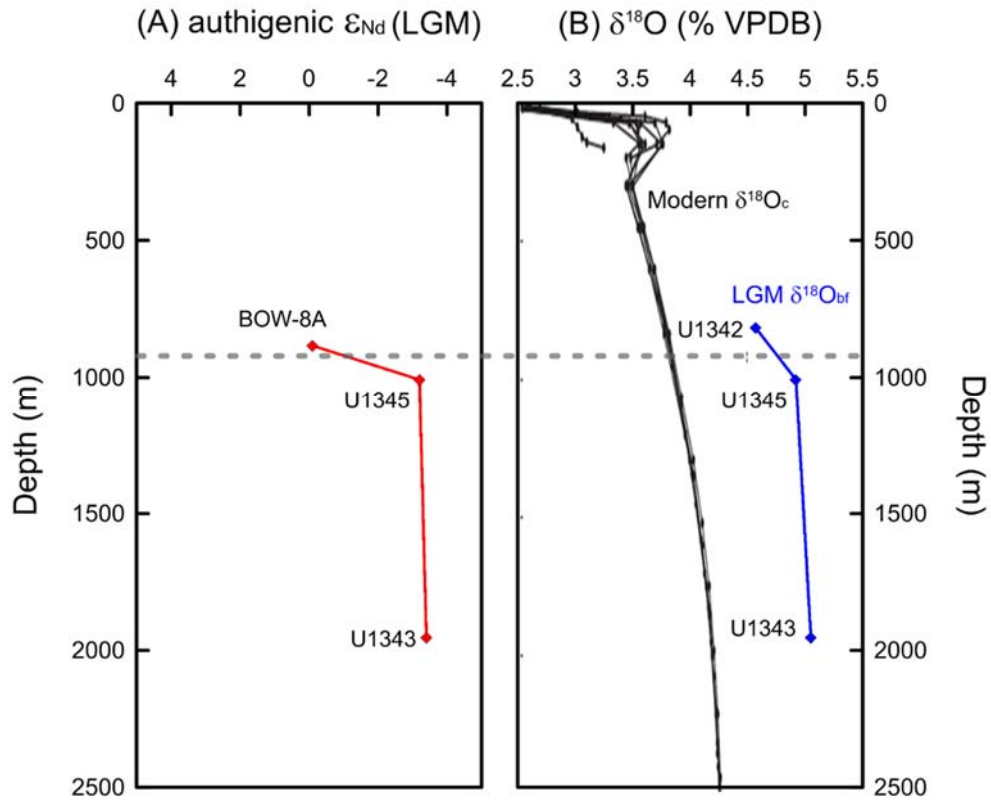 (A) authigenic εNd (LGM)
(B) δ18O (% VPDB)
4 2 0 -2 -4
2.5 3 3.5 4 4.5 5 5.5
0
500
1000
1500
2000
2500
Depth (m)
BOW-8A
U1345
U1343
Modern δ18Oc
LGM δ18Obf
U1342
U1345
U1343
0
500
1000
1500
2000
2500
Depth (m)